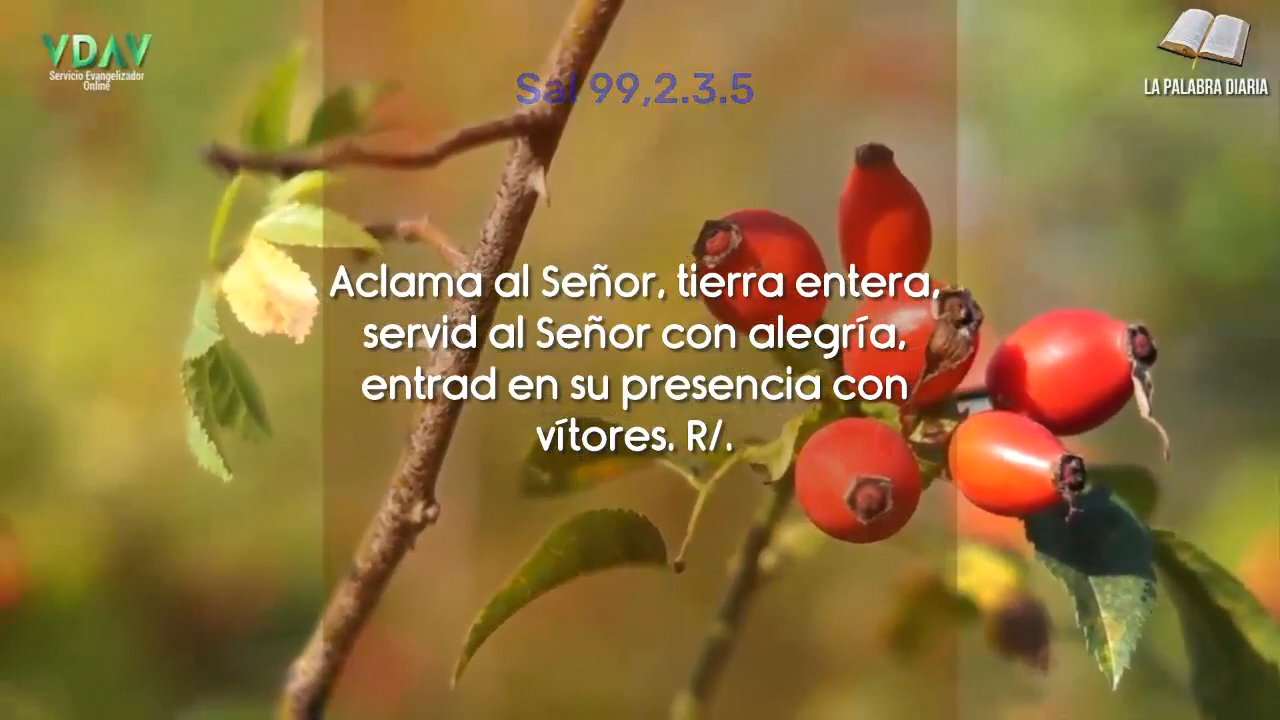 VDAV
Servicio Evangelizador
Online
LA PALABRA DIARIA
Sal 99,2.3.5
Aclama al Señor, tierra entera,
servid al Señor con alegría,
entrad en su presencia con
vítores. R/.